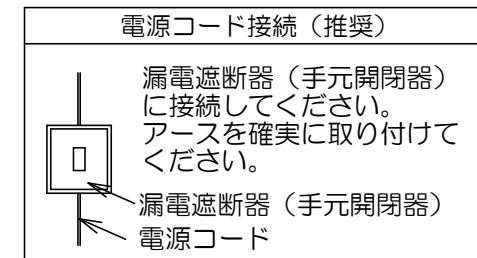 電源コード接続（推奨）
漏電遮断器（手元開閉器）
に接続してください。
アースを確実に取り付けて
ください。
漏電遮断器（手元開閉器）
電源コード